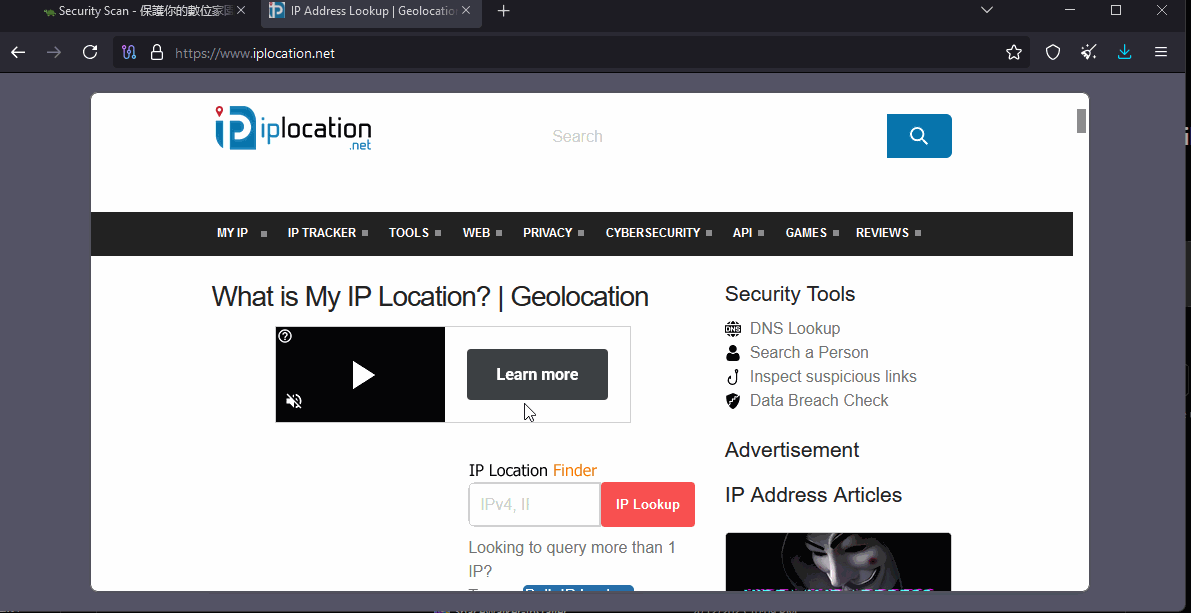 Security Scan - 保護你的數位家園
IP Address Lookup | Geolocation
https://www.iplocation.net
iplocation
.net
Search
MY IP
IP TRACKER
TOOLS
WEB
PRIVACY
CYBERSECURITY
API
GAMES
REVIEWS
What is My IP Location? | Geolocation
Learn more
IP Location Finder
IPv4, II
IP Lookup
Looking to query more than 1
IP?
Security Tools
DNS Lookup
Search a Person
Inspect suspicious links
Data Breach Check
Advertisement
IP Address Articles